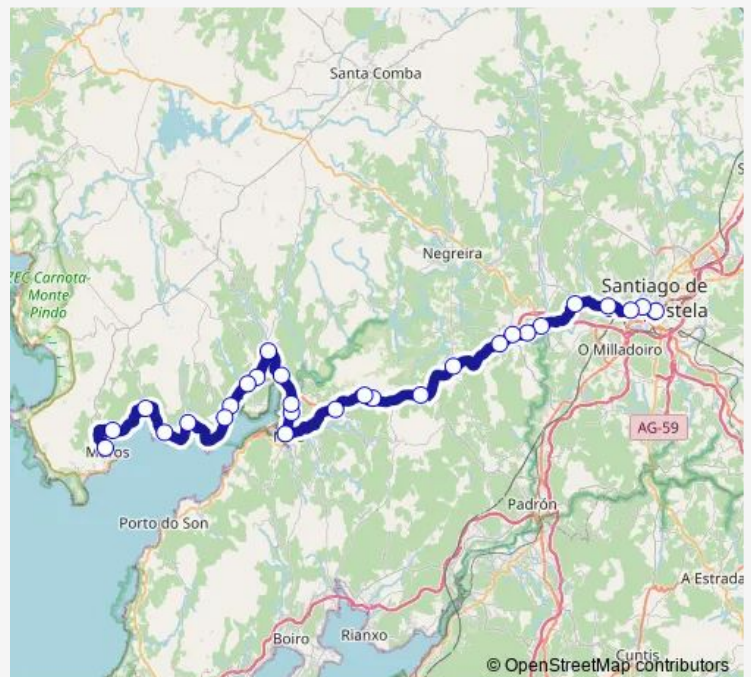 Santa Comba
ZEC Carnota-
Monte
Pindo
Negreira
Santiago de
stela
O Milladoiro
AG-59
Padrón
Porto do Son
A Estrada
Boiro
Rianxo
Cuntis
© OpenStreetMap contributors